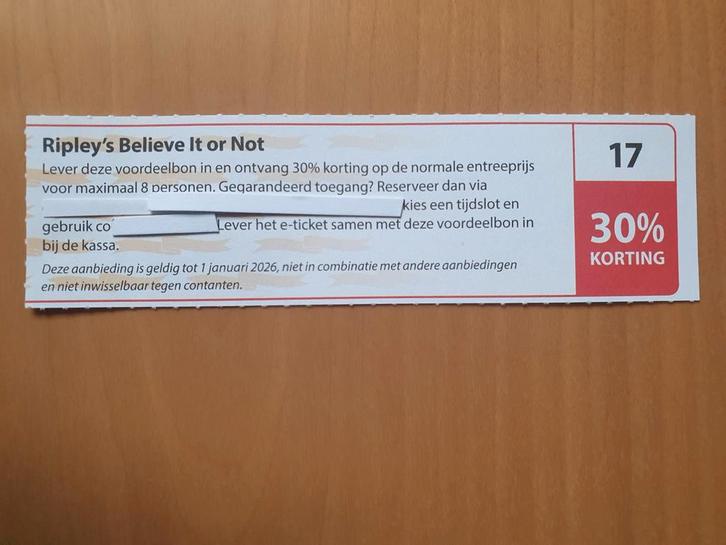 Ripley's Believe It or Not
Lever deze voordeelbon in en ontvang 30% korting op de normale entreeprijs
voor maximaal 8 personen. Gegarandeerd toegang? Reserveer dan via
kies een tijdslot en
gebruik co Lever het e-ticket samen met deze voordeelbon in
bij de kassa.
Deze aanbieding is geldig tot 1 januari 2026, niet in combinatie met andere aanbiedingen
en niet inwisselbaar tegen contanten.
17
30%
KORTING